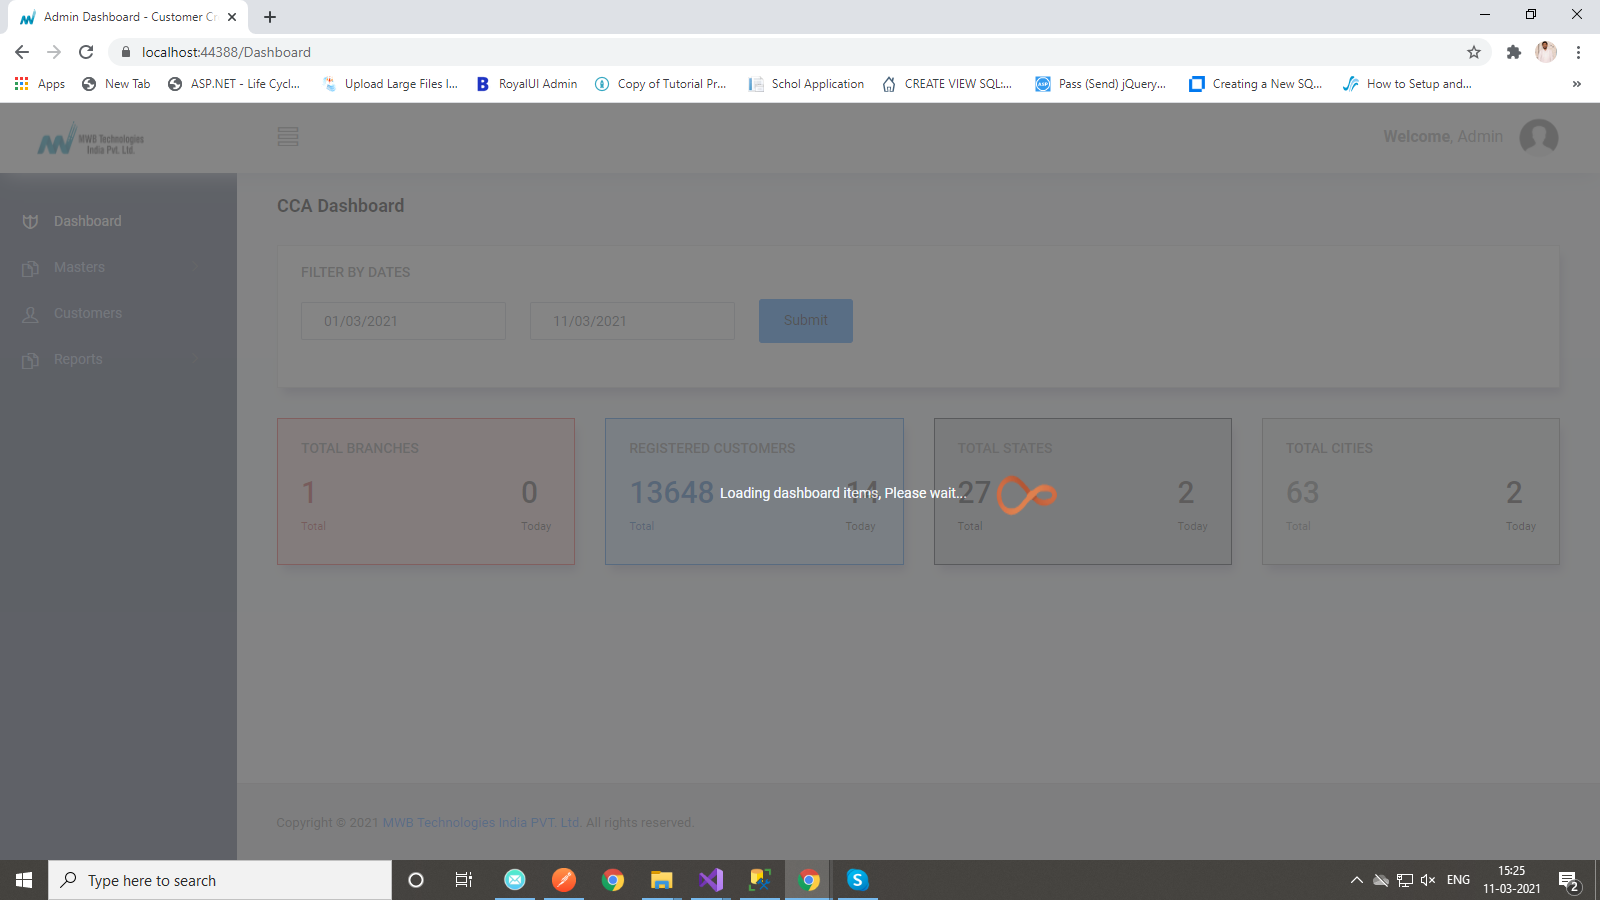 Admin Dashboard - Customer Cr
localhost:44388/Dashboard
Apps New Tab ASP.NET - Life Cycl... Upload Large Files I... RoyalUI Admin Copy of Tutorial Pr... Schol Application CREATE VIEW SQL:... Pass (Send) jQuery... Creating a New SQ... How to Setup and... »
MWB Technologies
India Pvt. Ltd.
Welcome, Admin
Dashboard
Masters
Customers
Reports
CCA Dashboard
FILTER BY DATES
01/03/2021 11/03/2021 Submit
TOTAL BRANCHES
1 0
Total Today
REGISTERED CUSTOMERS
13648 14
Total Today
TOTAL STATES
27 2
Total Today
TOTAL CITIES
63 2
Total Today
Loading dashboard items, Please wait...
Copyright © 2021 MWB Technologies India PVT. Ltd. All rights reserved.
Type here to search
ENG
15:25
11-03-2021
2